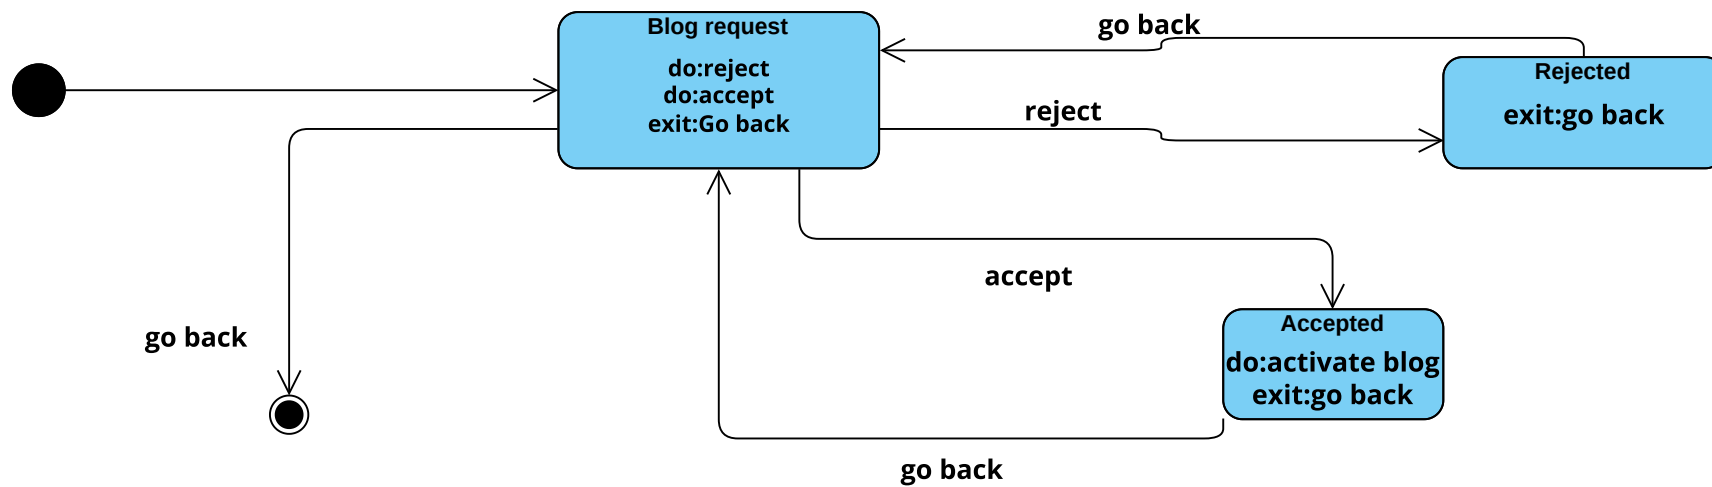 Blog request
do:reject
do:accept
exit:Go back
go back
Rejected
exit:go back
reject
accept
go back
Accepted
do:activate blog
exit:go back
go back